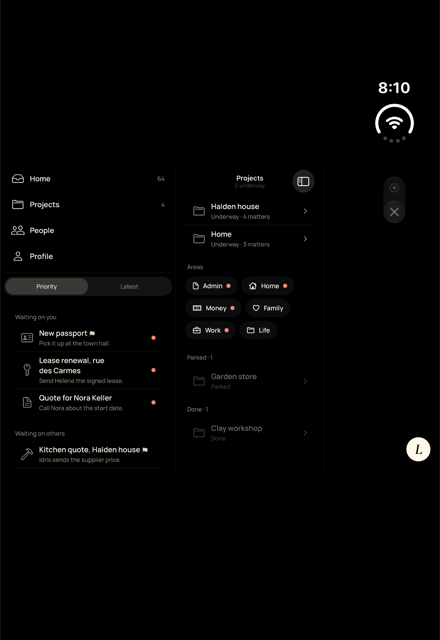 8:10
Home 64
Projects 4
People
Profile
Priority Latest
Waiting on you
New passport
Pick it up at the town hall.
Lease renewal, rue
des Carmes
Send Hélène the signed lease.
Quote for Nora Keller
Call Nora about the start date.
Waiting on others
Kitchen quote, Halden house
Idris sends the supplier price.
Projects
2 underway
Halden house
Underway · 4 matters
Home
Underway · 3 matters
Areas
Admin Home
Money Family
Work Life
Parked · 1
Garden store
Parked
Done · 1
Clay workshop
Done
L